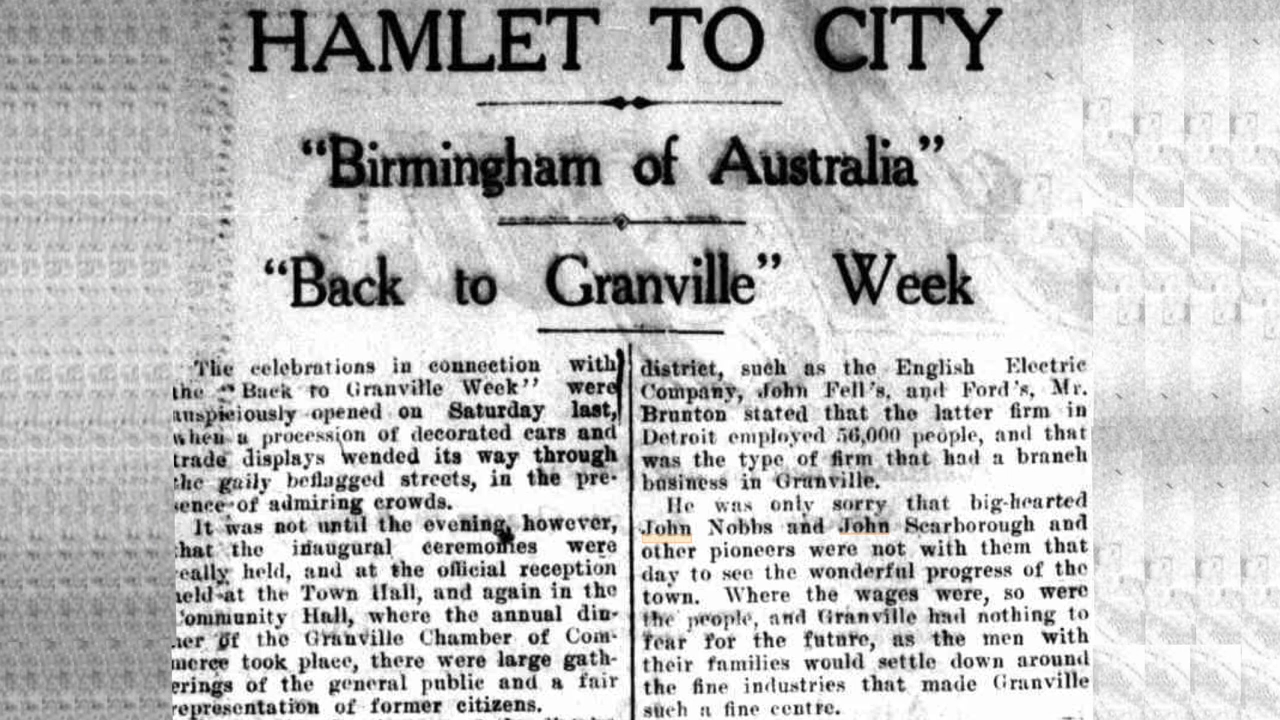 HAMLET TO CITY
"Birmingham of Australia"
"Back to Granville" Week
The celebrations in connection with
the "Back to Granville Week" were
auspiciously opened on Saturday last,
when a procession of decorated cars and
trade displays wended its way through
the gaily beflagged streets, in the pre-
sence of admiring crowds.
It was not until the evening, however,
that the inaugural ceremonies were
really held, and at the official reception
held at the Town Hall, and again in the
Community Hall, where the annual din-
ner of the Granville Chamber of Com-
merce took place, there were large gath-
erings of the general public and a fair
representation of former citizens.
district, such as the English Electric
Company, John Fell's, and Ford's, Mr.
Brunton stated that the latter firm in
Detroit employed 56,000 people, and that
was the type of firm that had a branch
business in Granville.
He was only sorry that big-hearted
John Nobbs and John Scarborough and
other pioneers were not with them that
day to see the wonderful progress of the
town. Where the wages were, so were
the people, and Granville had nothing to
fear for the future, as the men with
their families would settle down around
the fine industries that made Granville
such a fine centre.